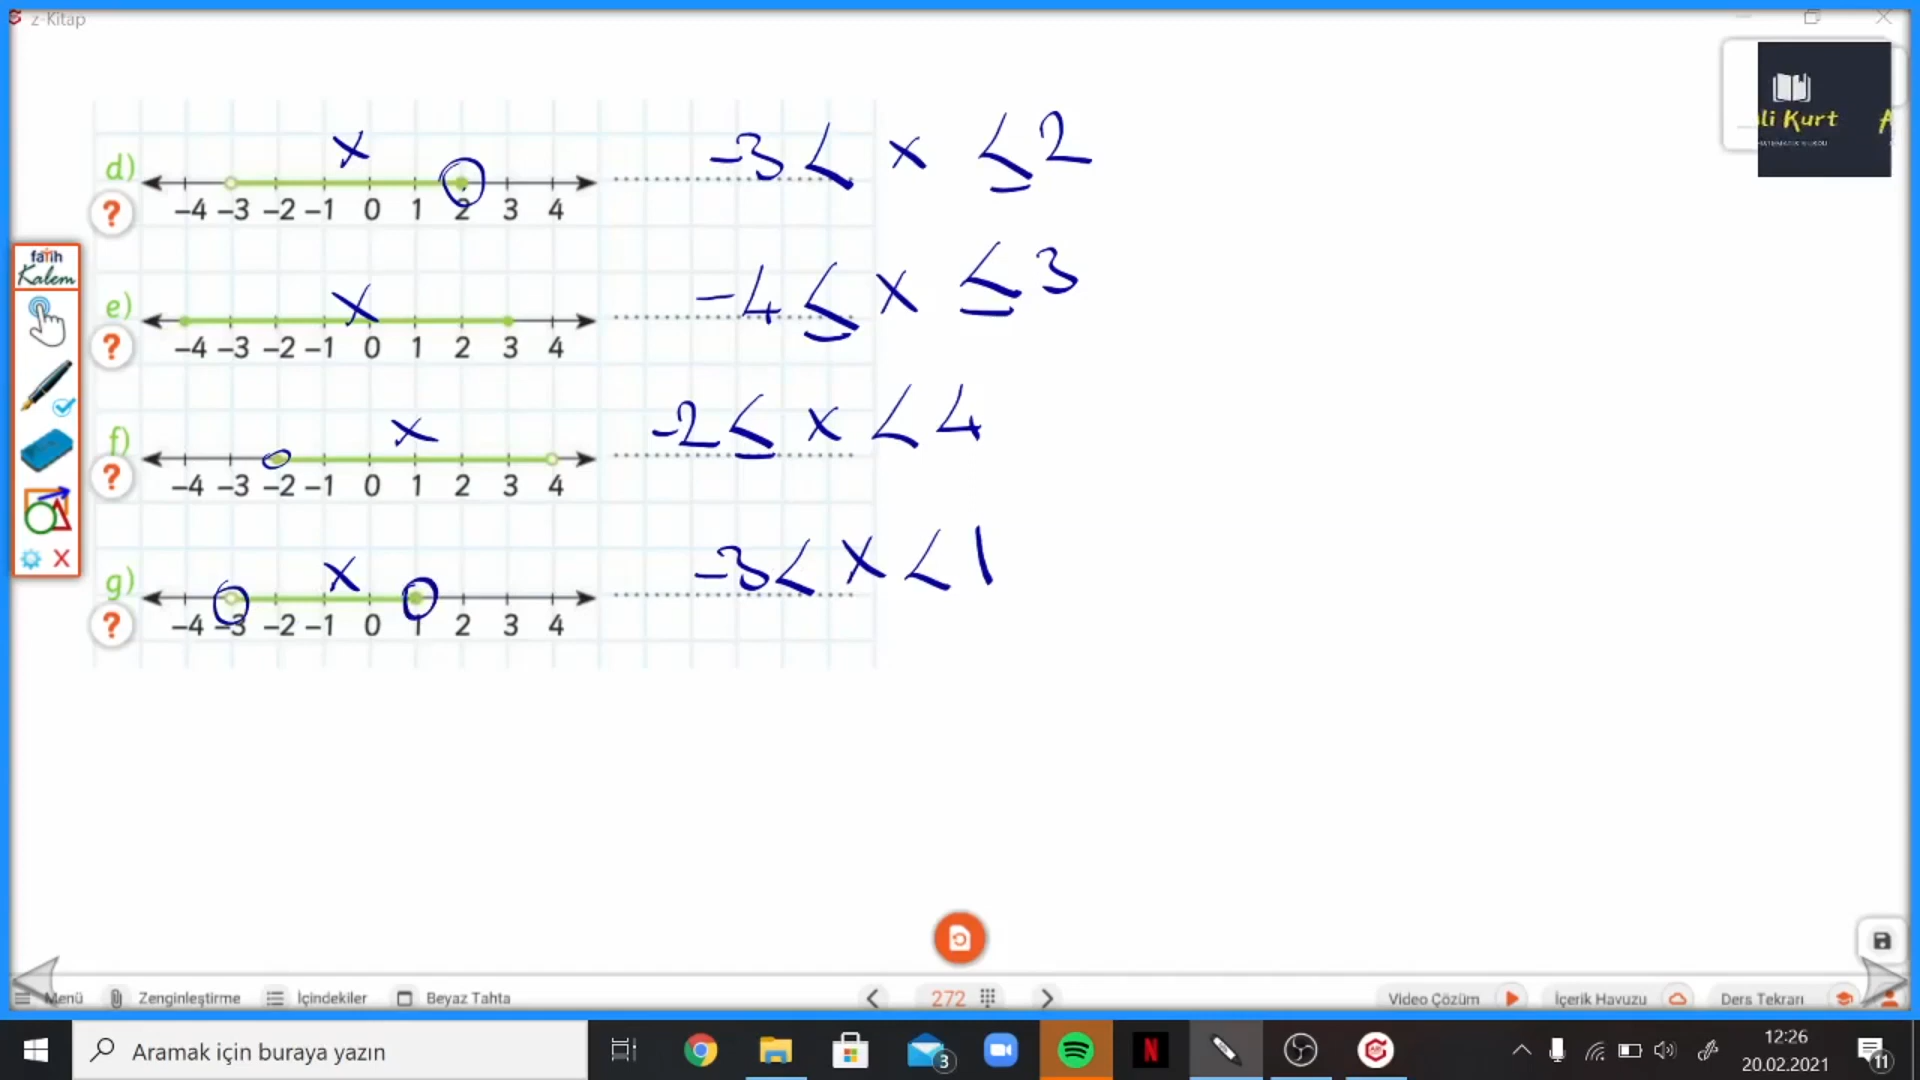 z-Kitap
li Kurt
d) x -3 < x ≤ 2
-4 -3 -2 -1 0 1 2 3 4
?
fatih
Kalem
e) x -4 ≤ x ≤ 3
-4 -3 -2 -1 0 1 2 3 4
?
f) x -2 ≤ x < 4
-4 -3 -2 -1 0 1 2 3 4
?
g) x -3 < x < 1
-4 -3 -2 -1 0 1 2 3 4
?
Menü Zenginleştirme İçindekiler Beyaz Tahta 272 Video Çözüm İçerik Havuzu Ders Tekrarı
Aramak için buraya yazın 3 N 12:26
20.02.2021 11